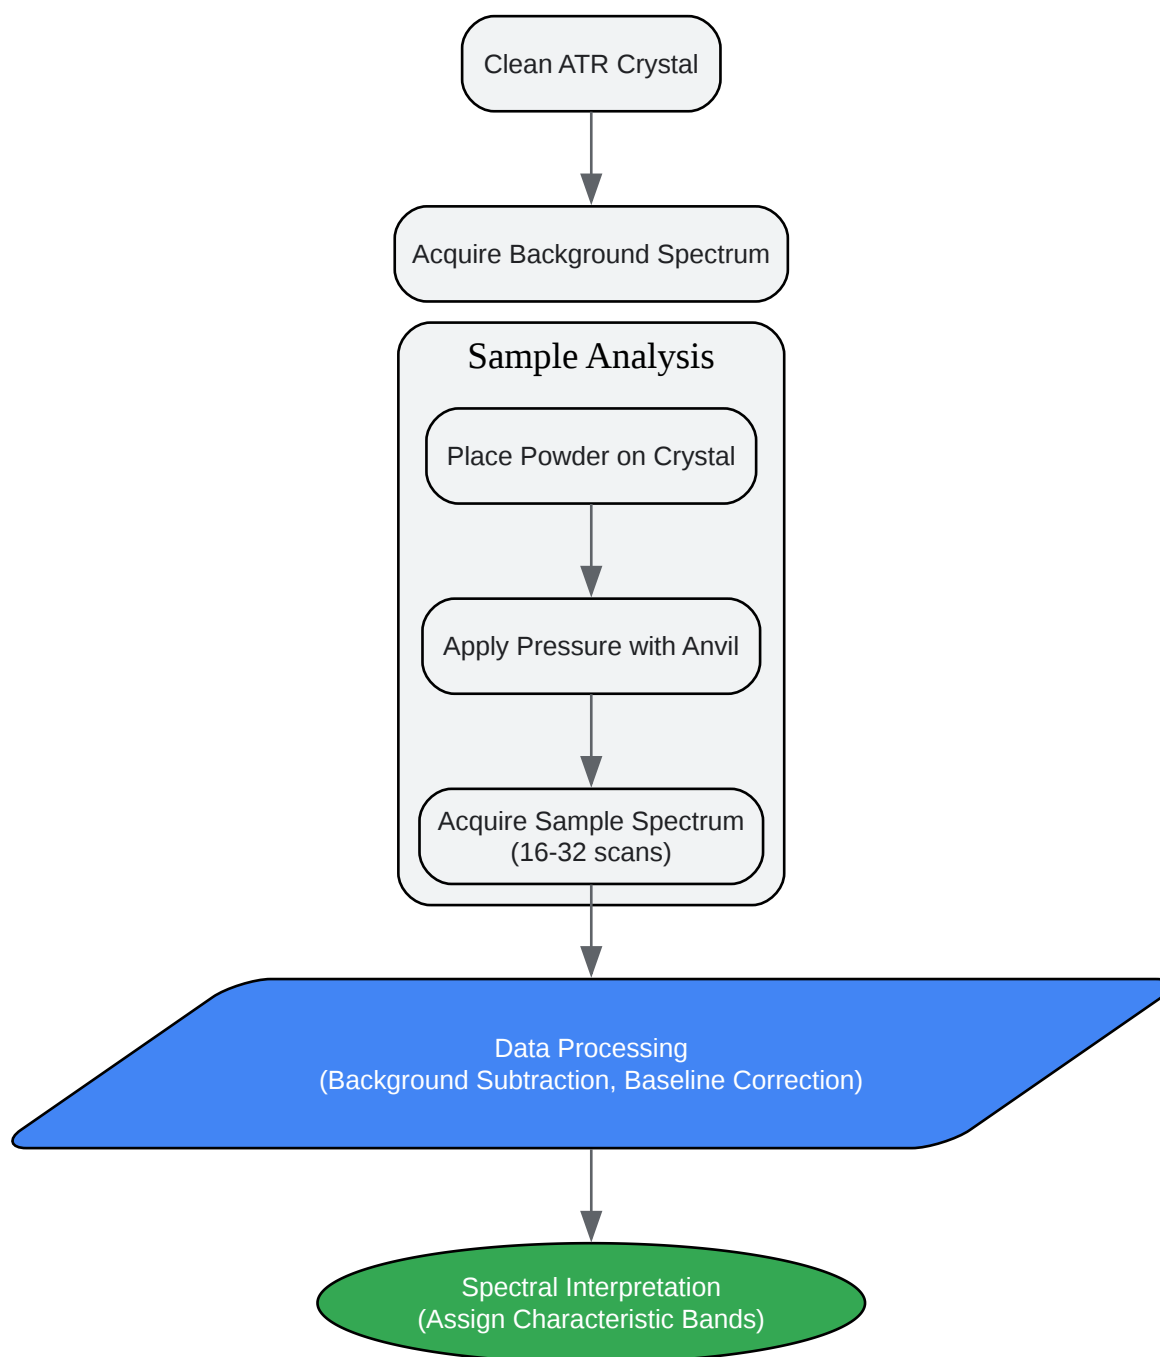 Clean ATR Crystal
Acquire Background Spectrum
Sample Analysis
Place Powder on Crystal
Apply Pressure with Anvil
Acquire Sample Spectrum
(16-32 scans)
Data Processing
(Background Subtraction, Baseline Correction)
Spectral Interpretation
(Assign Characteristic Bands)